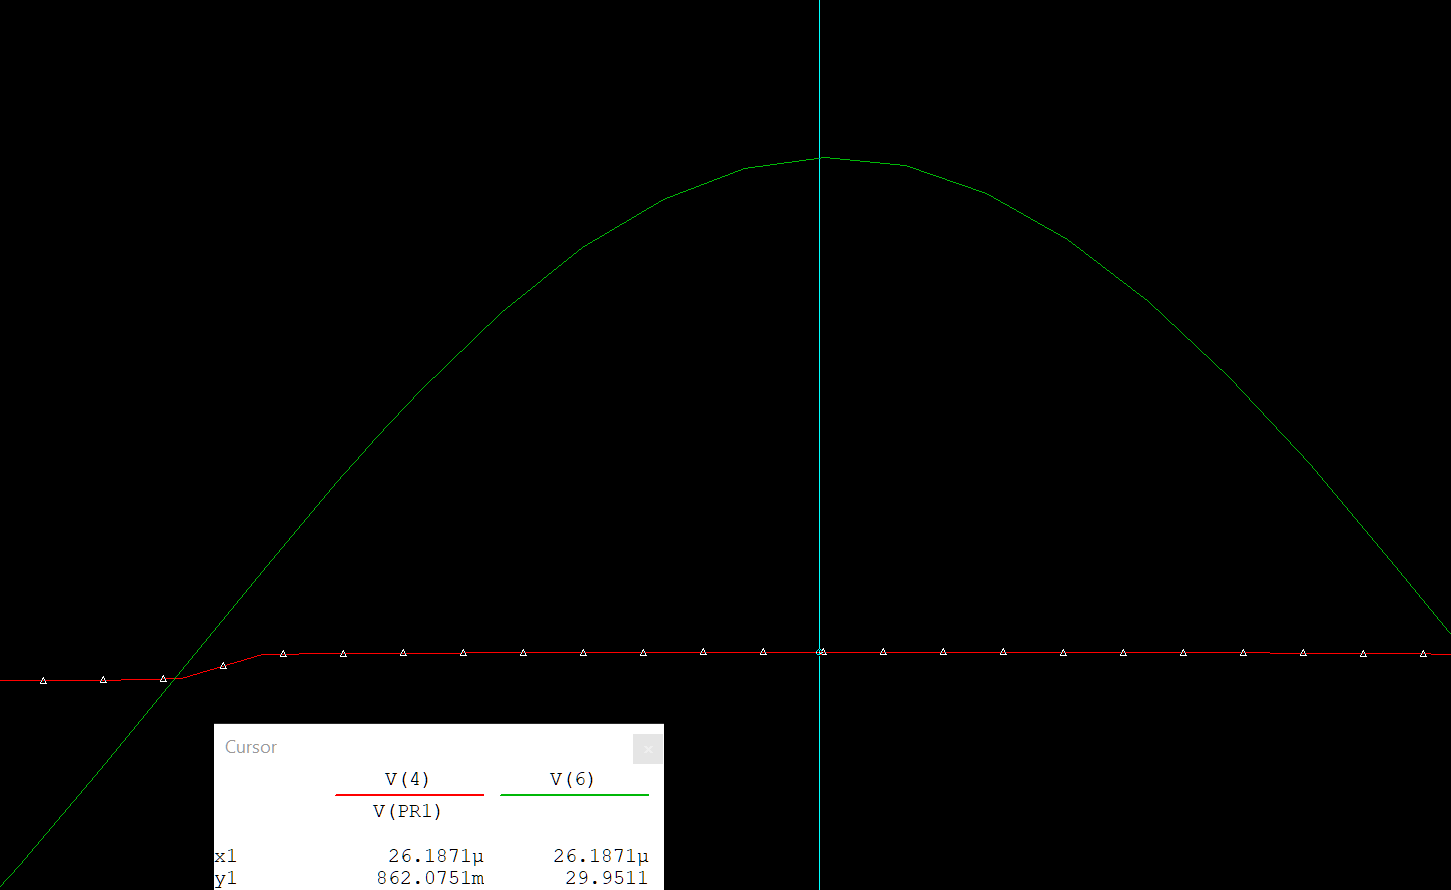 Cursor x
V(4) V(6)
V(PR1)
x1 26.1871µ 26.1871µ
y1 862.0751m 29.9511